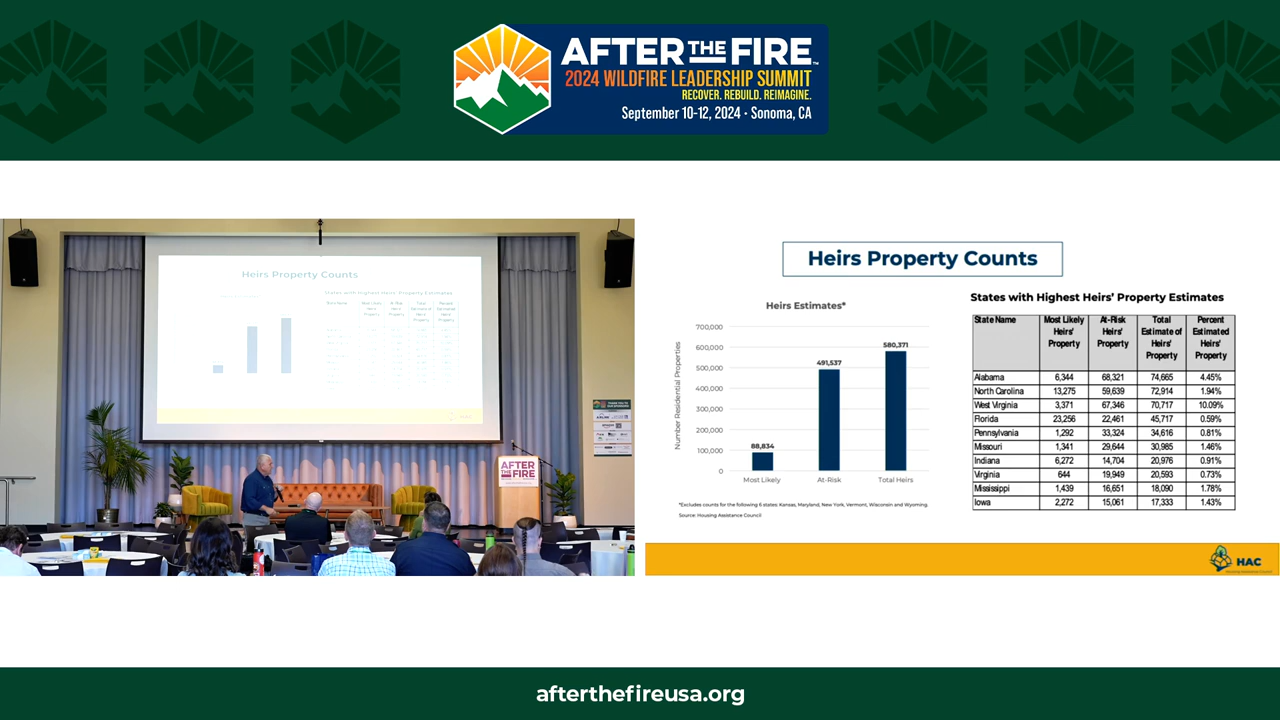 AFTER THE FIRE™
2024 WILDFIRE LEADERSHIP SUMMIT
RECOVER. REBUILD. REIMAGINE.
September 10-12, 2024 · Sonoma, CA
Heirs Property Counts
States with Highest Heirs' Property Estimates
AFTER
THE FIRE
Heirs Property Counts
Heirs Estimates*
Number Residential Properties
700,000
600,000
500,000
400,000
300,000
200,000
100,000
0
88,834
491,537
580,371
Most Likely At-Risk Total Heirs
*Excludes counts for the following 6 states: Kansas, Maryland, New York, Vermont, Wisconsin and Wyoming.
Source: Housing Assistance Council
States with Highest Heirs' Property Estimates
State Name Most Likely Heirs' Property At-Risk Heirs' Property Total Estimate of Heirs' Property Percent Estimated Heirs' Property
Alabama 6,344 68,321 74,665 4.45%
North Carolina 13,275 59,639 72,914 1.94%
West Virginia 3,371 67,346 70,717 10.09%
Florida 23,256 22,461 45,717 0.59%
Pennsylvania 1,292 33,324 34,616 0.81%
Missouri 1,341 29,644 30,985 1.46%
Indiana 6,272 14,704 20,976 0.91%
Virginia 644 19,949 20,593 0.73%
Mississippi 1,439 16,651 18,090 1.78%
Iowa 2,272 15,061 17,333 1.43%
HAC
afterthefireusa.org